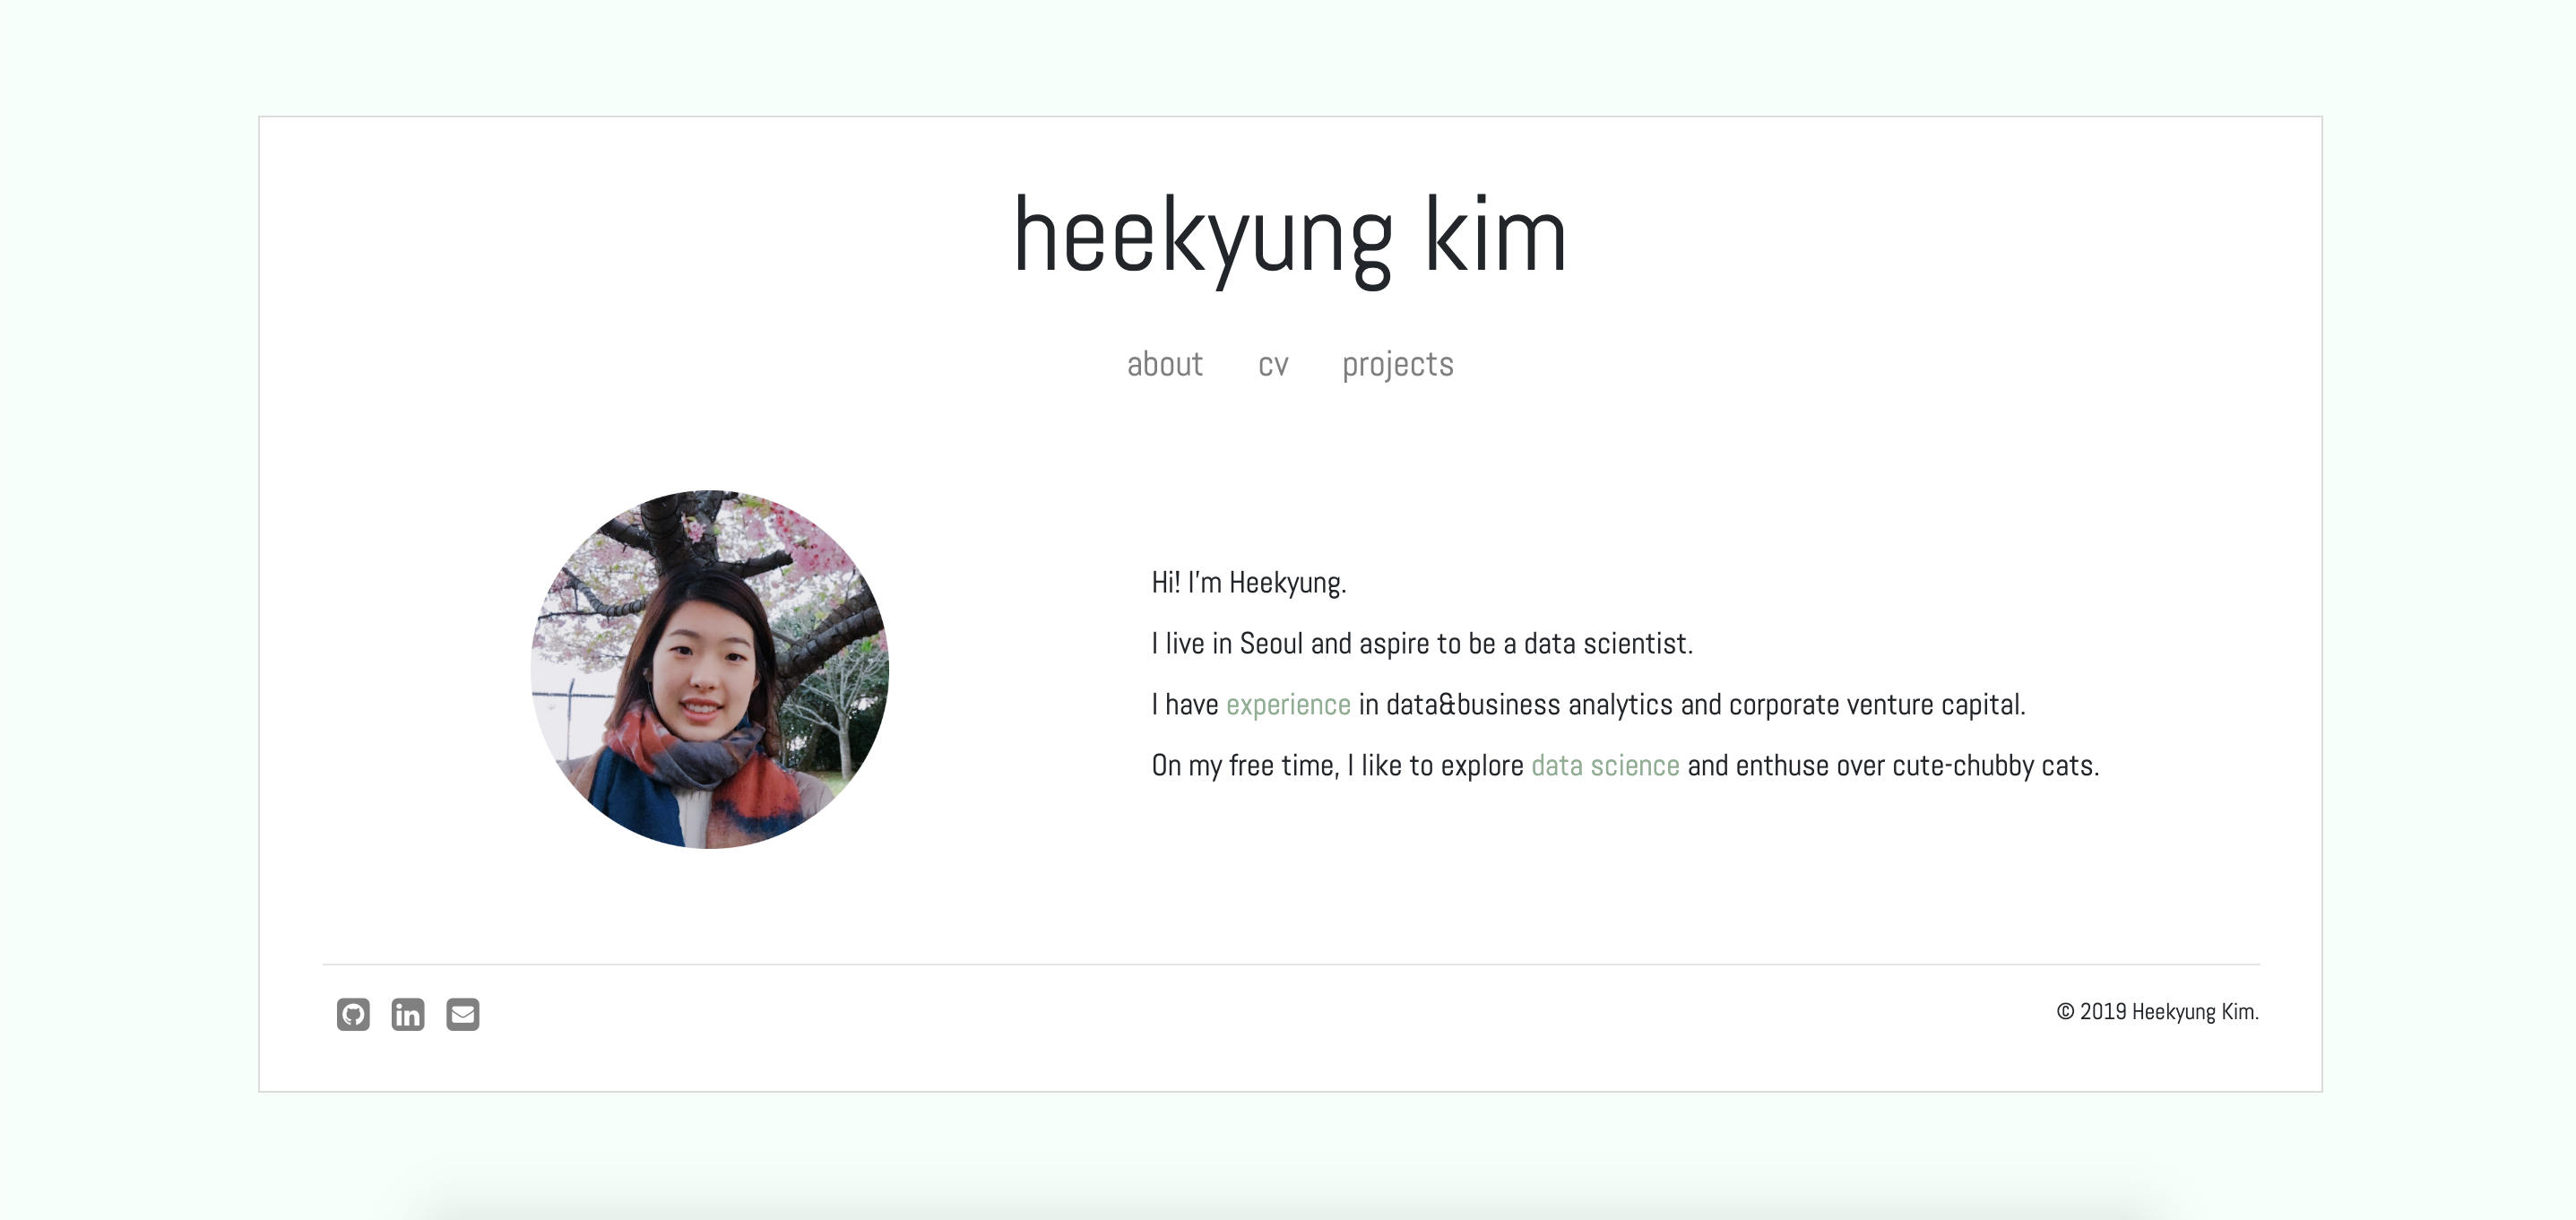 heekyung kim
about cv projects
Hi! I'm Heekyung.
I live in Seoul and aspire to be a data scientist.
I have experience in data&business analytics and corporate venture capital.
On my free time, I like to explore data science and enthuse over cute-chubby cats.
in
© 2019 Heekyung Kim.